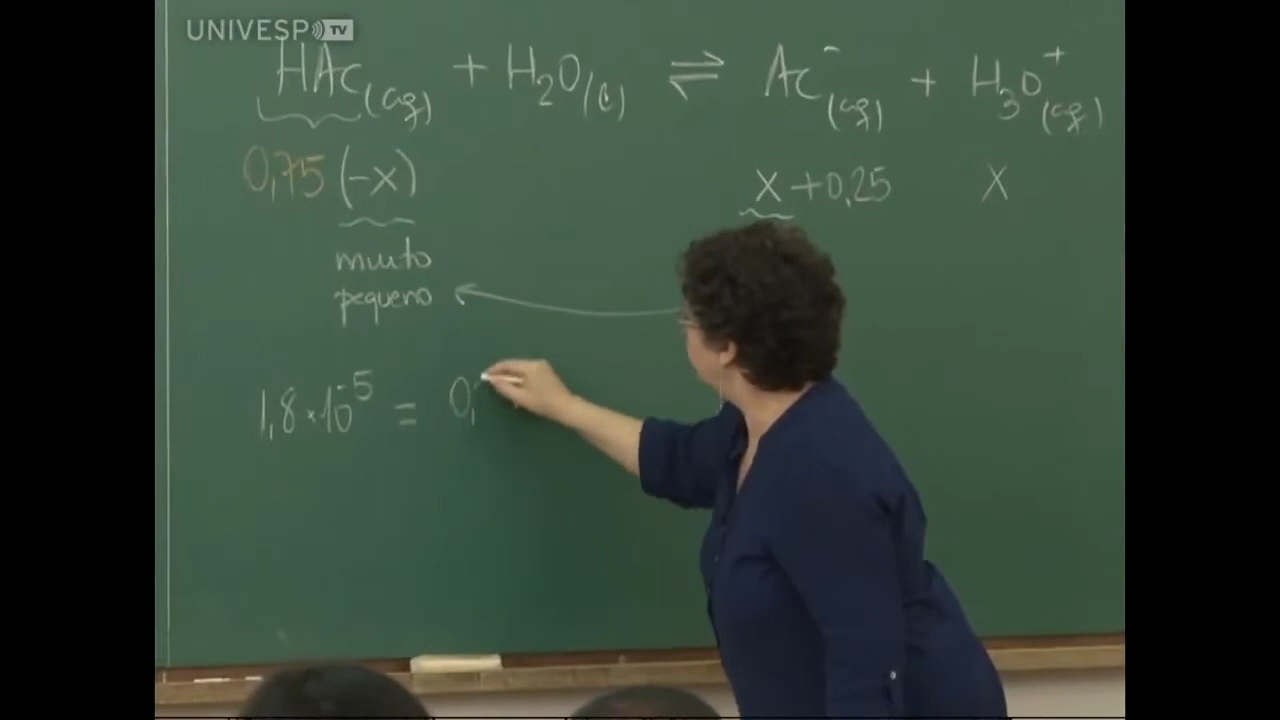 UNIVESP TV
HAc(aq) + H₂O(l) ⇌ Ac⁻(aq) + H₃O⁺(aq)
0,75 (-x) x + 0,25 x
muito
pequeno
1,8 × 10⁻⁵ = 0,